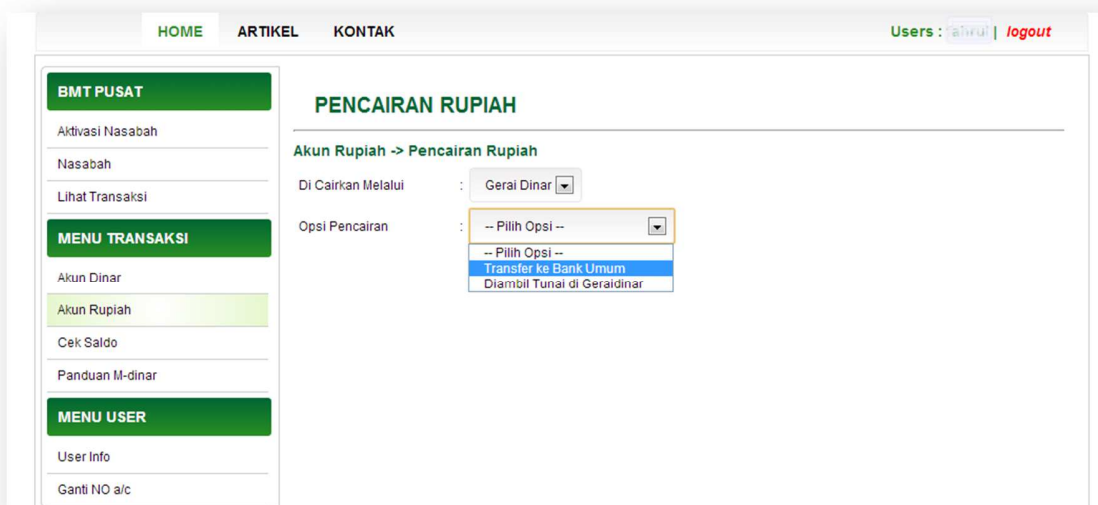 HOME ARTIKEL KONTAK Users : | logout
BMT PUSAT
Aktivasi Nasabah
Nasabah
Lihat Transaksi
MENU TRANSAKSI
Akun Dinar
Akun Rupiah
Cek Saldo
Panduan M-dinar
MENU USER
User Info
Ganti NO a/c
PENCAIRAN RUPIAH
Akun Rupiah -> Pencairan Rupiah
Di Cairkan Melalui : Gerai Dinar
Opsi Pencairan : -- Pilih Opsi --
-- Pilih Opsi --
Transfer ke Bank Umum
Diambil Tunai di Geraidinar